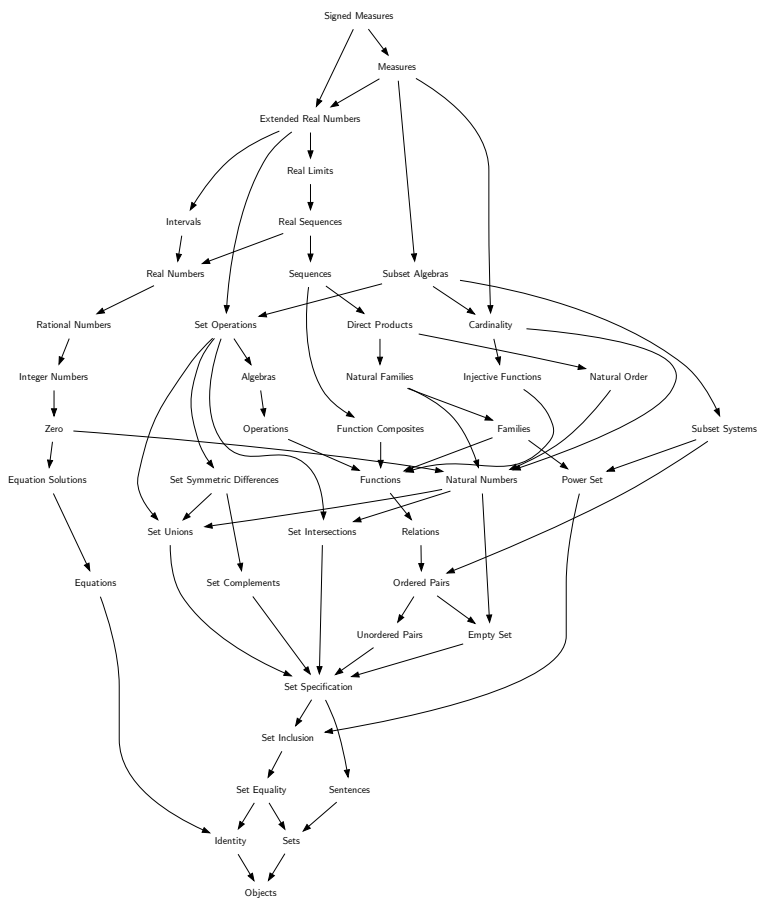 Signed Measures
Measures
Extended Real Numbers
Real Limits
Intervals
Real Sequences
Real Numbers
Sequences
Subset Algebras
Rational Numbers
Set Operations
Direct Products
Cardinality
Integer Numbers
Algebras
Natural Families
Injective Functions
Natural Order
Zero
Operations
Function Composites
Families
Subset Systems
Equation Solutions
Set Symmetric Differences
Functions
Natural Numbers
Power Set
Set Unions
Set Intersections
Relations
Equations
Set Complements
Ordered Pairs
Unordered Pairs
Empty Set
Set Specification
Set Inclusion
Set Equality
Sentences
Identity
Sets
Objects